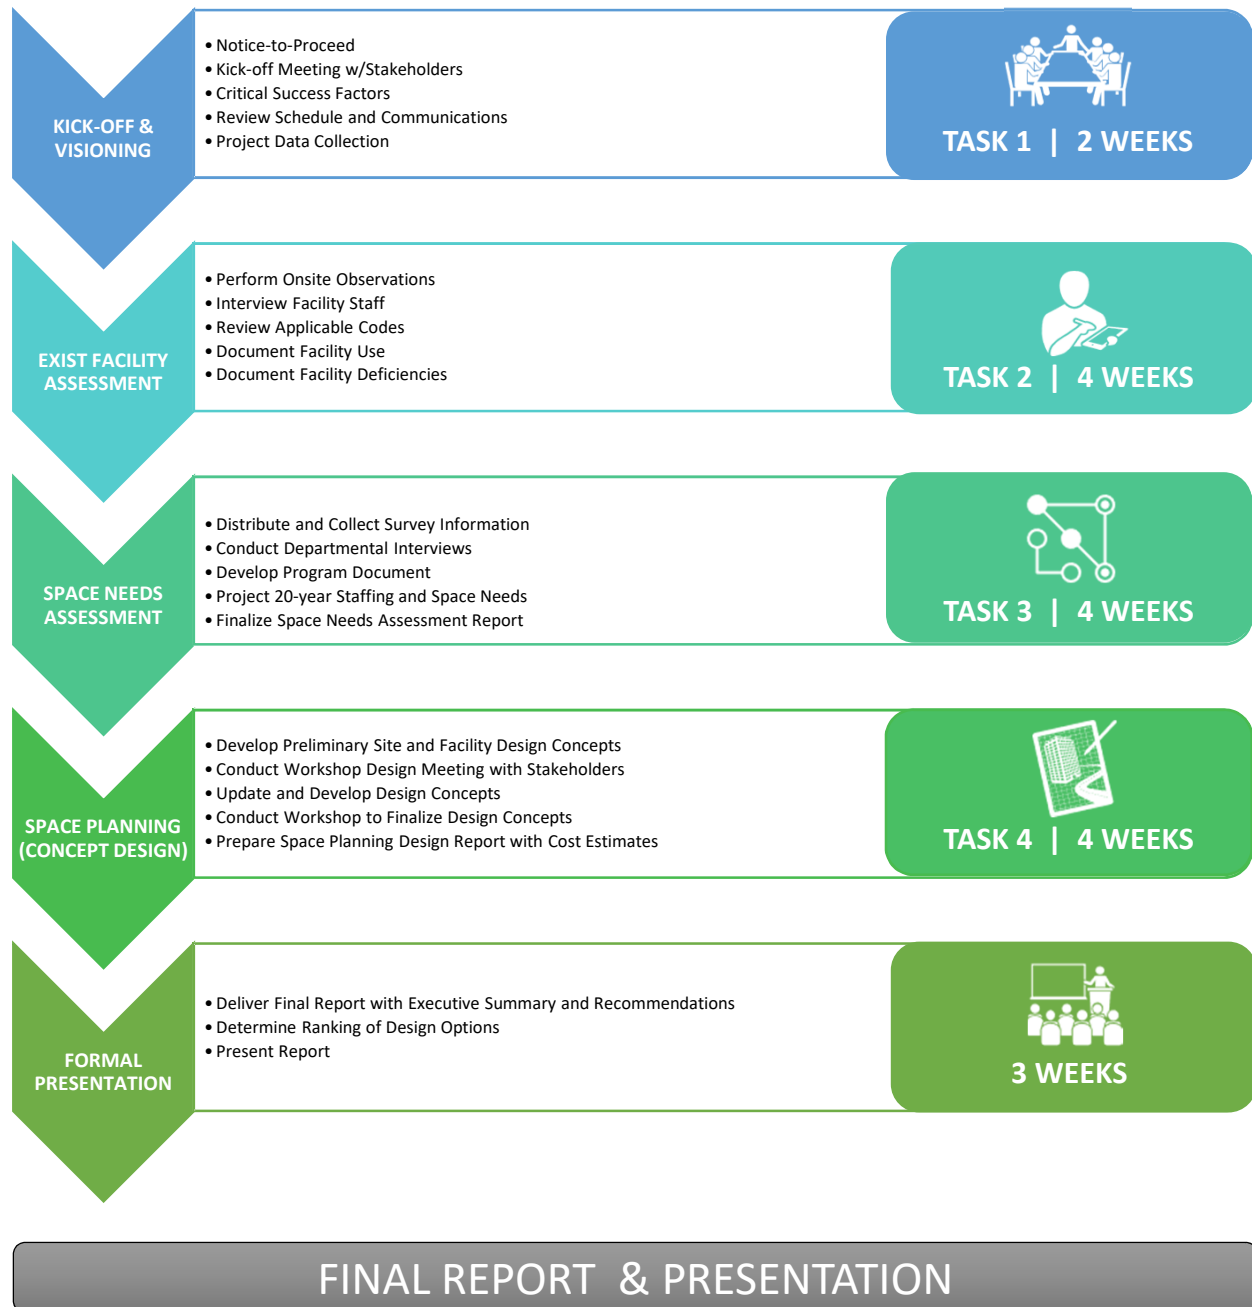 KICK-OFF &
VISIONING
• Notice-to-Proceed
• Kick-off Meeting w/Stakeholders
• Critical Success Factors
• Review Schedule and Communications
• Project Data Collection
TASK 1 | 2 WEEKS
EXIST FACILITY
ASSESSMENT
• Perform Onsite Observations
• Interview Facility Staff
• Review Applicable Codes
• Document Facility Use
• Document Facility Deficiencies
TASK 2 | 4 WEEKS
SPACE NEEDS
ASSESSMENT
• Distribute and Collect Survey Information
• Conduct Departmental Interviews
• Develop Program Document
• Project 20-year Staffing and Space Needs
• Finalize Space Needs Assessment Report
TASK 3 | 4 WEEKS
SPACE PLANNING
(CONCEPT DESIGN)
• Develop Preliminary Site and Facility Design Concepts
• Conduct Workshop Design Meeting with Stakeholders
• Update and Develop Design Concepts
• Conduct Workshop to Finalize Design Concepts
• Prepare Space Planning Design Report with Cost Estimates
TASK 4 | 4 WEEKS
FORMAL
PRESENTATION
• Deliver Final Report with Executive Summary and Recommendations
• Determine Ranking of Design Options
• Present Report
3 WEEKS
FINAL REPORT & PRESENTATION